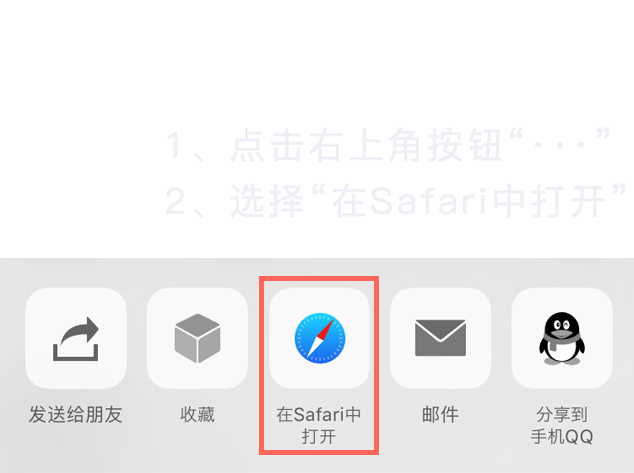 1、点击右上角按钮“···”
2、选择“在Safari中打开”
发送给朋友
收藏
在Safari中
打开
邮件
分享到
手机QQ